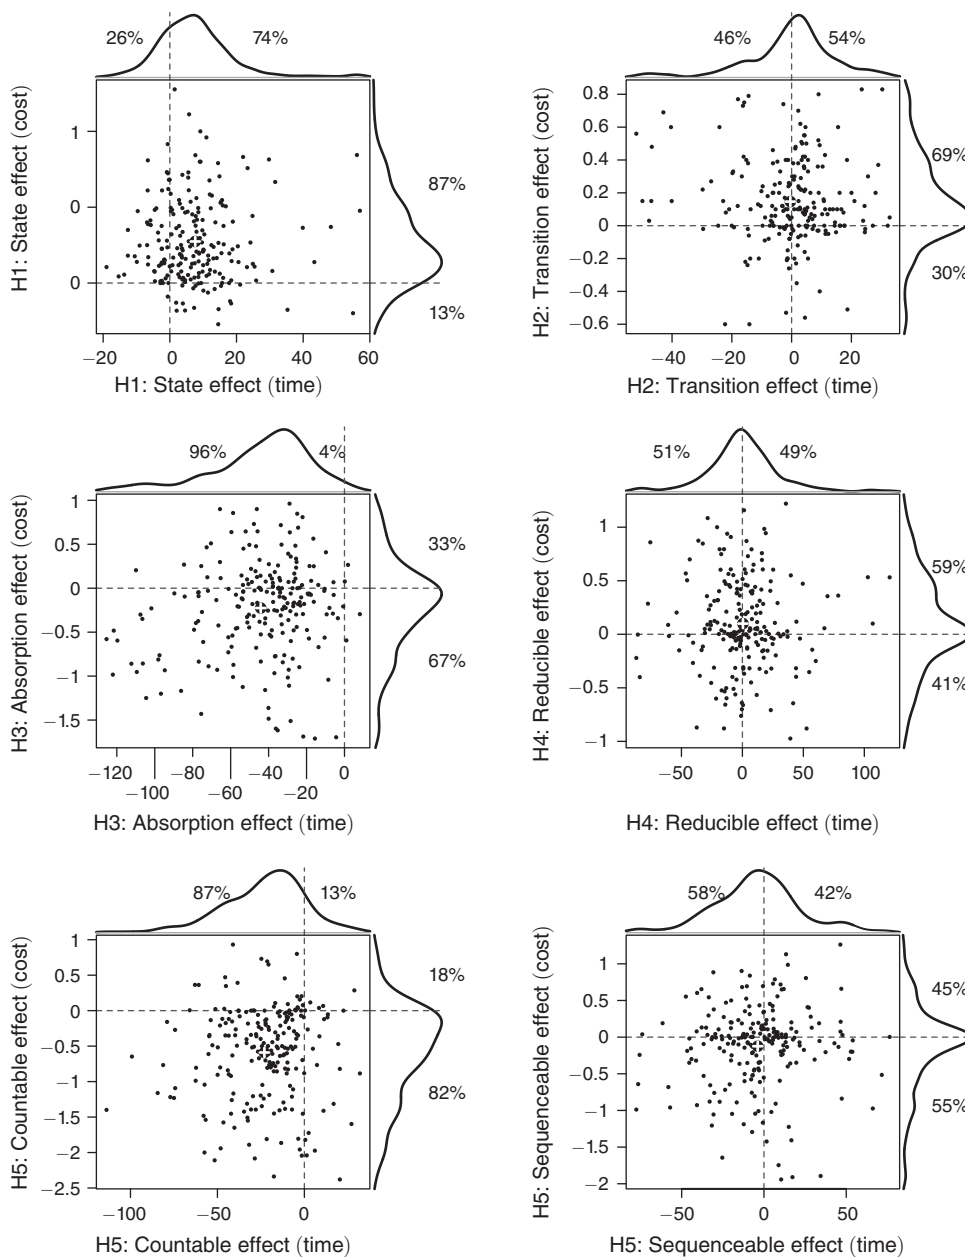 26% 74%
H1: State effect (cost)
1
0
0
87%
13%
−20 0 20 40 60
H1: State effect (time)
46% 54%
H2: Transition effect (cost)
0.8
0.6
0.4
0.2
0
−0.2
−0.4
−0.6
69%
30%
−40 −20 0 20
H2: Transition effect (time)
96% 4%
H3: Absorption effect (cost)
1
0.5
0
−0.5
−1
−1.5
33%
67%
−120 −80 −40 0
−100 −60 −20
H3: Absorption effect (time)
51% 49%
H4: Reducible effect (cost)
1
0.5
0
−0.5
−1
59%
41%
−50 0 50 100
H4: Reducible effect (time)
87% 13%
H5: Countable effect (cost)
1
0.5
0
−0.5
−1
−1.5
−2
−2.5
18%
82%
−100 −50 0
H5: Countable effect (time)
58% 42%
H5: Sequenceable effect (cost)
1
0.5
0
−0.5
−1
−1.5
−2
45%
55%
−50 0 50
H5: Sequenceable effect (time)